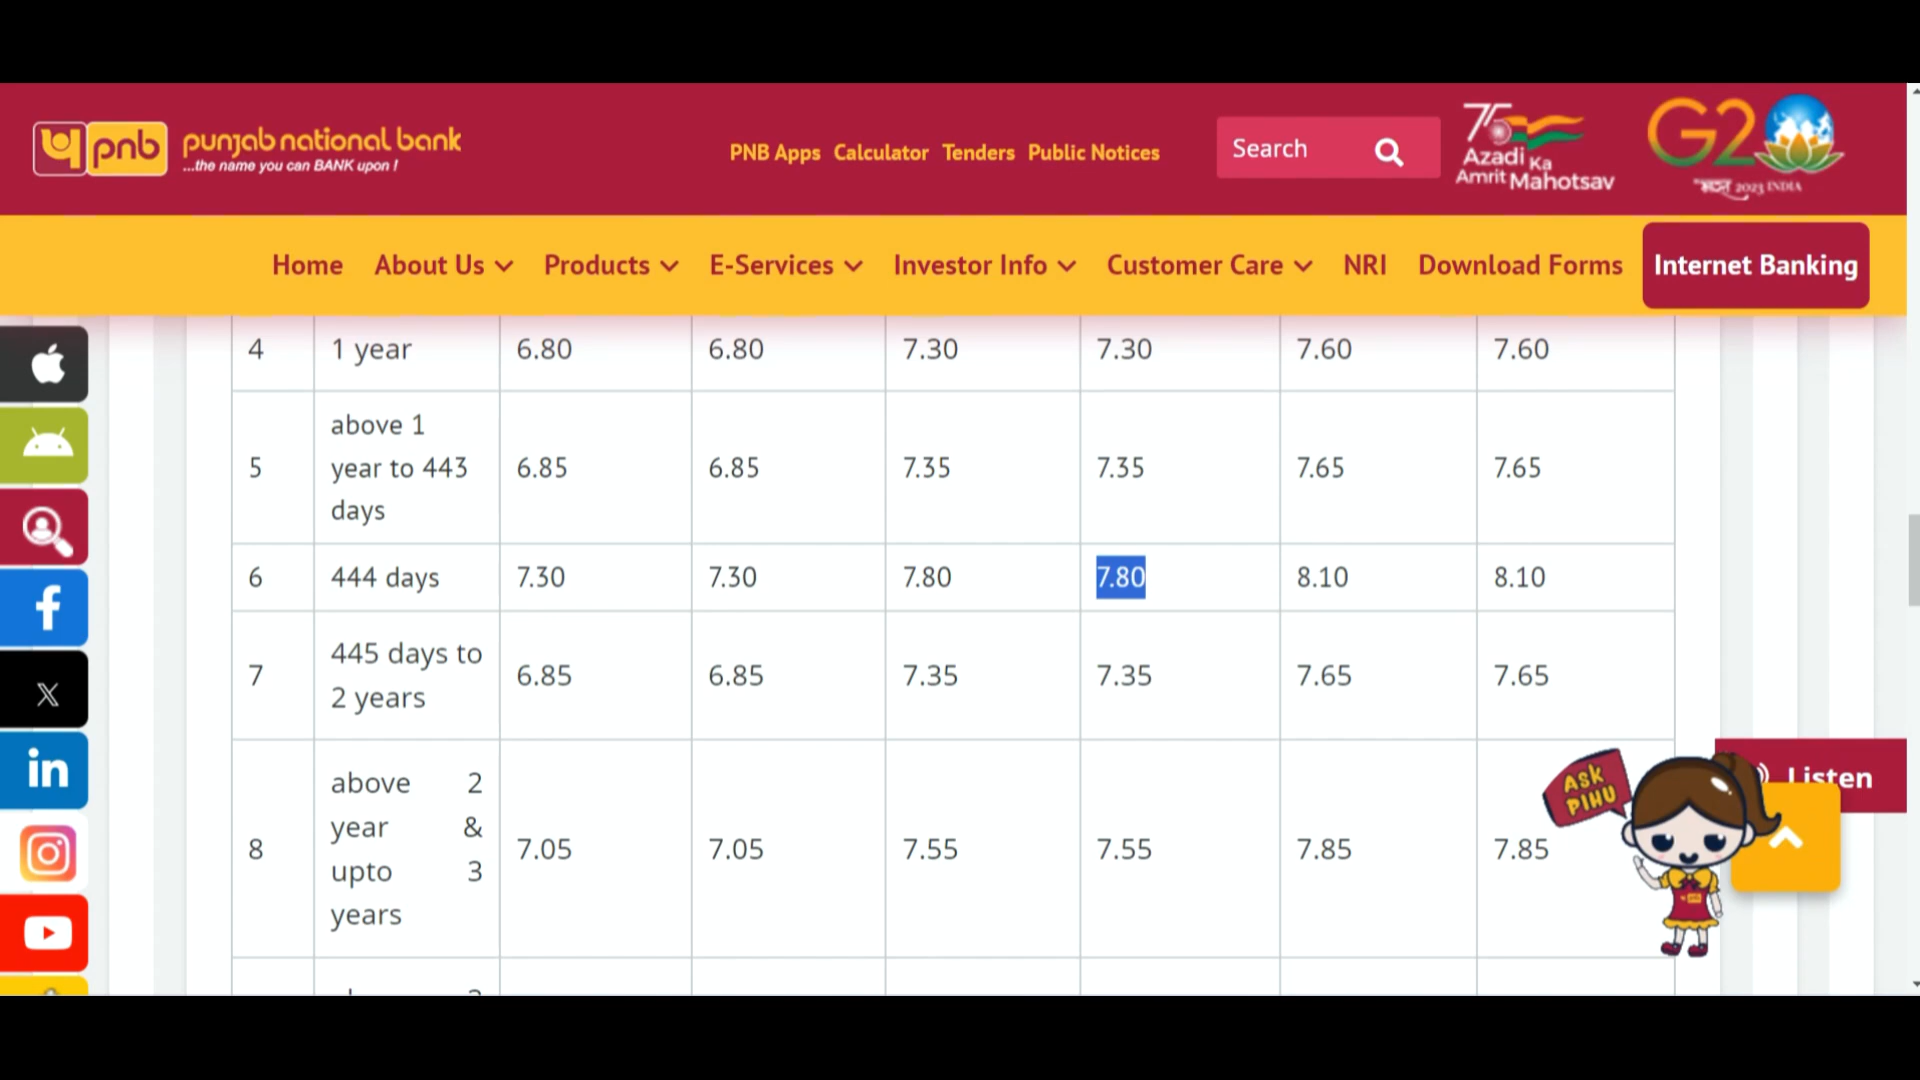 पॅ pnb punjab national bank
...the name you can BANK upon !
PNB Apps Calculator Tenders Public Notices
Search
75 Azadi Ka
Amrit Mahotsav
G20
2023 INDIA
Home About Us Products E-Services Investor Info Customer Care NRI Download Forms Internet Banking
4 1 year 6.80 6.80 7.30 7.30 7.60 7.60
above 1
5 year to 443 6.85 6.85 7.35 7.35 7.65 7.65
days
6 444 days 7.30 7.30 7.80 7.80 8.10 8.10
445 days to
7 6.85 6.85 7.35 7.35 7.65 7.65
2 years
above 2
year &
8 7.05 7.05 7.55 7.55 7.85 7.85
upto 3
years
ASK
PIHU
Listen
f
X
in